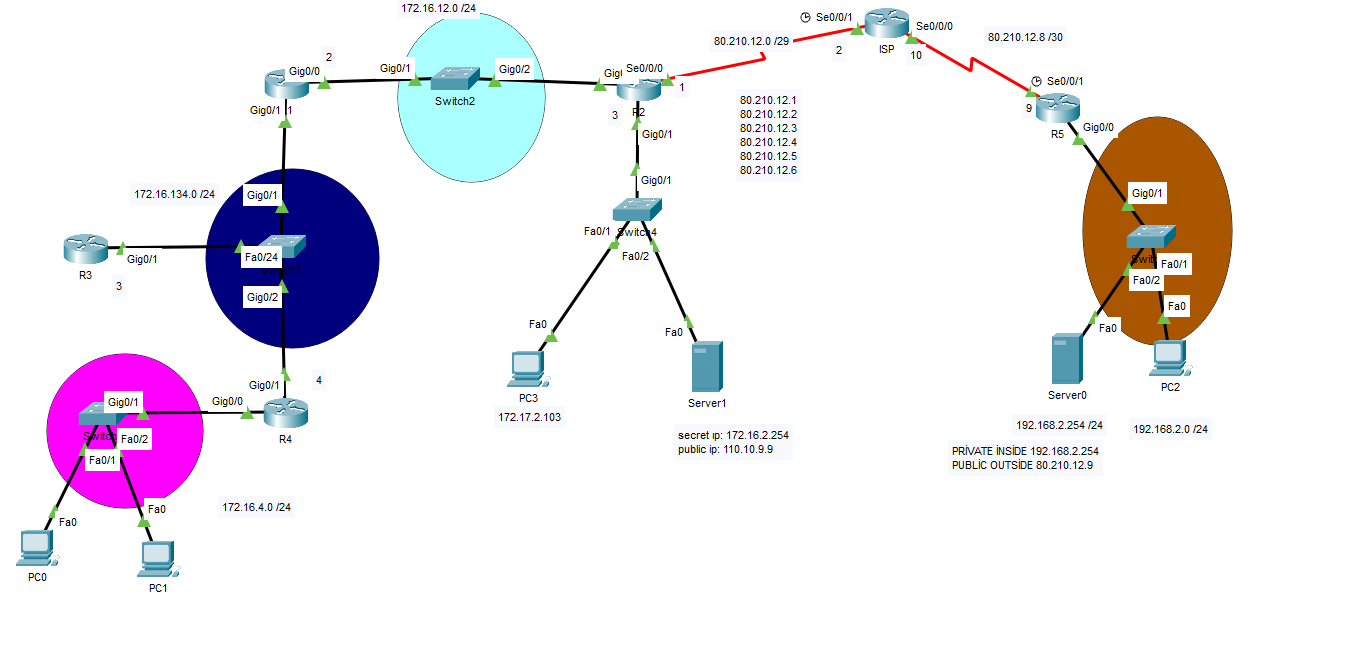 172.16.12.0 /24
Se0/0/1
Se0/0/0
ISP
2
10
80.210.12.0 /29
80.210.12.8 /30
2
Gig0/0
Gig0/1
Gig0/2
Switch2
Se0/0/0
1
3
R2
Gig0/1
Gig0/1 1
80.210.12.1
80.210.12.2
80.210.12.3
80.210.12.4
80.210.12.5
80.210.12.6
Se0/0/1
9
R5
Gig0/0
172.16.134.0 /24
Gig0/1
Gig0/1
Gig0/1
Fa0/1
Switch4
Fa0/2
Gig0/1
Fa0/24
R3
3
Gig0/2
Fa0/1
Fa0/2
Fa0
Fa0
Fa0
Fa0
Gig0/1
4
PC3
172.17.2.103
Server1
secret ıp: 172.16.2.254
public ip: 110.10.9.9
Server0
PC2
192.168.2.254 /24
192.168.2.0 /24
PRİVATE İNSİDE 192.168.2.254
PUBLİC OUTSİDE 80.210.12.9
Gig0/1
Gig0/0
R4
Fa0/2
Fa0/1
172.16.4.0 /24
Fa0
Fa0
PC0
PC1